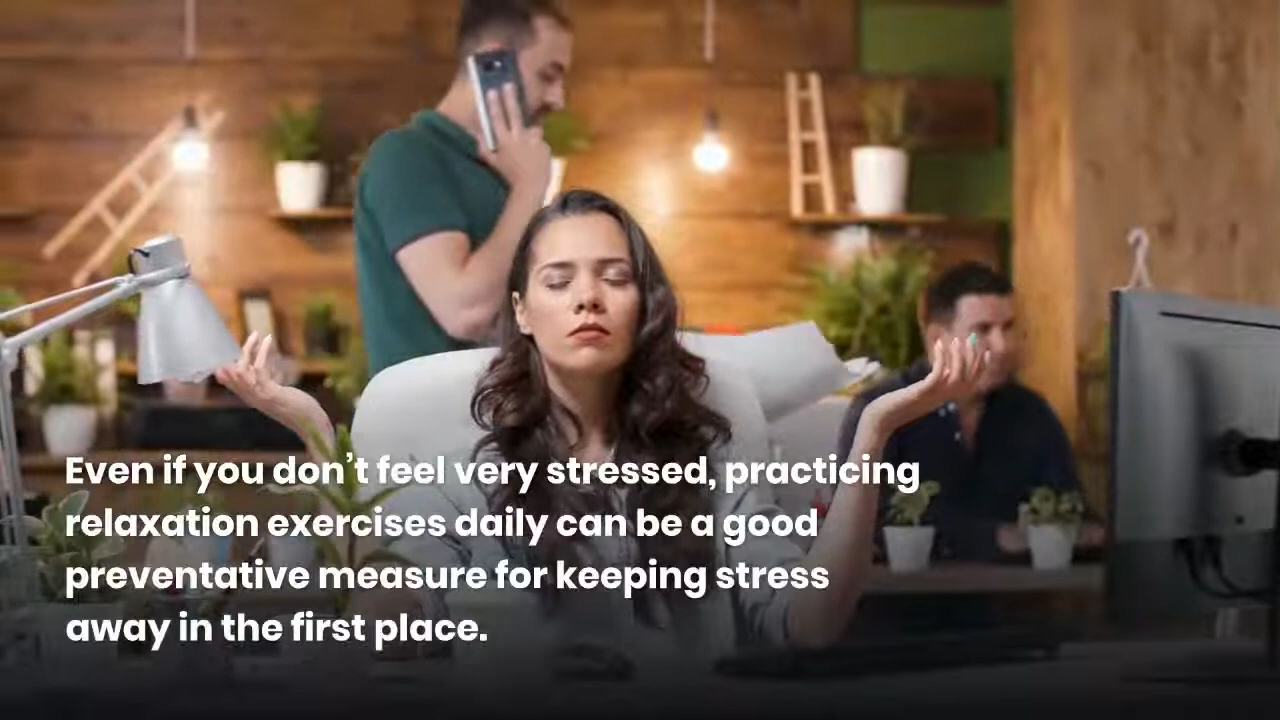 Even if you don’t feel very stressed, practicing
relaxation exercises daily can be a good
preventative measure for keeping stress
away in the first place.